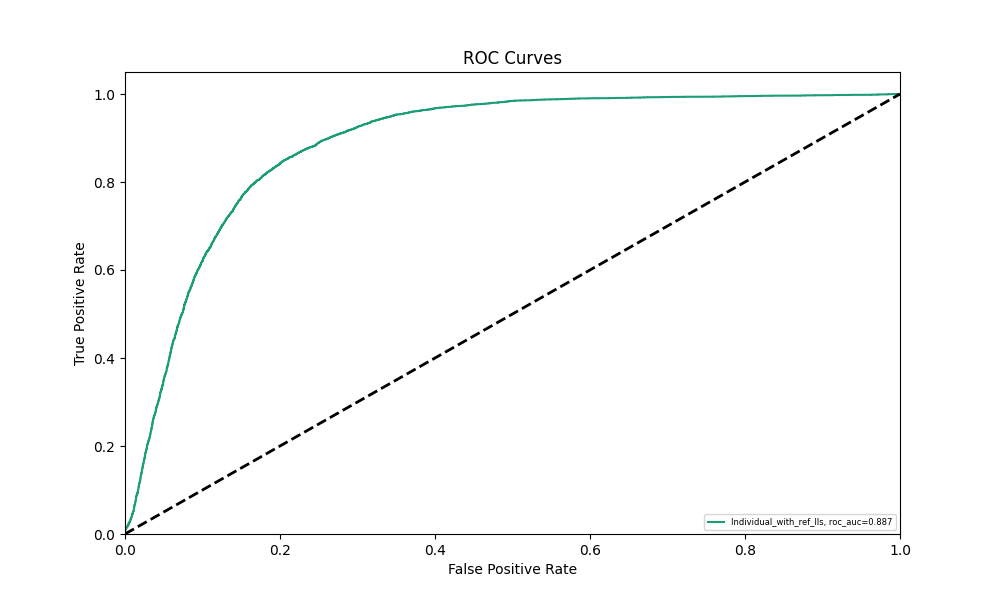 ROC Curves
True Positive Rate
1.0
0.8
0.6
0.4
0.2
0.0
0.0 0.2 0.4 0.6 0.8 1.0
False Positive Rate
Individual_with_ref_lls, roc_auc=0.887